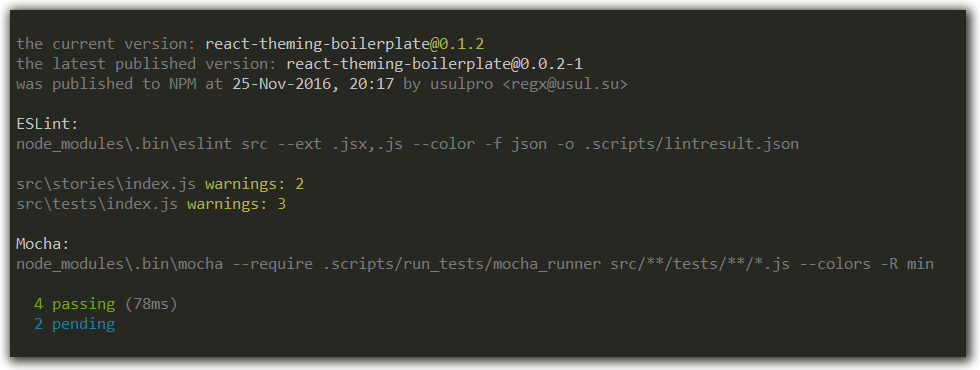 the current version: react-theming-boilerplate@0.1.2
the latest published version: react-theming-boilerplate@0.0.2-1
was published to NPM at 25-Nov-2016, 20:17 by usulpro <regx@usul.su>
ESLint:
node_modules\.bin\eslint src --ext .jsx,.js --color -f json -o .scripts/lintresult.json
src\stories\index.js warnings: 2
src\tests\index.js warnings: 3
Mocha:
node_modules\.bin\mocha --require .scripts/run_tests/mocha_runner src/**/tests/**/*.js --colors -R min
4 passing (78ms)
2 pending